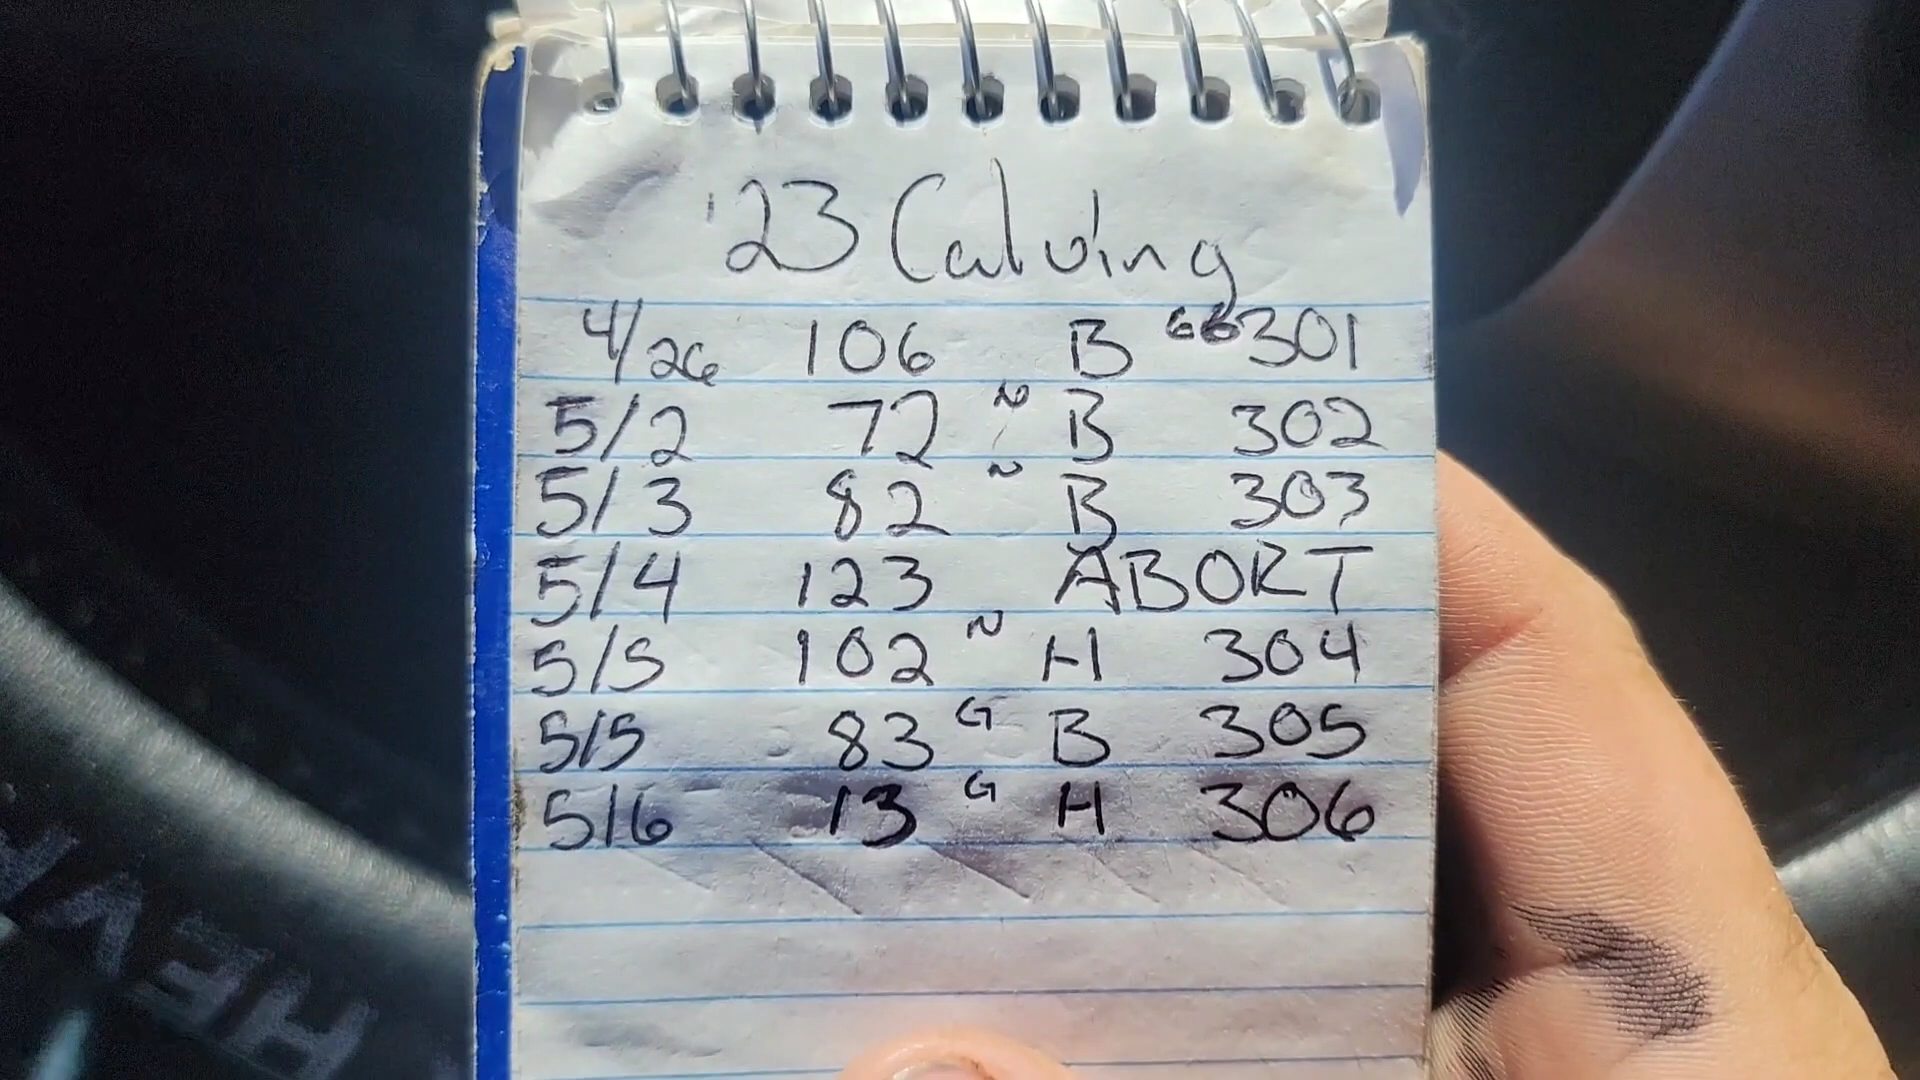 '23 Calving
4/26 106 B 66 301
5/2 72 N B 302
5/3 82 ~ B 303
5/4 123 ABORT
5/5 102 N H 304
5/5 83 G B 305
5/6 13 G H 306